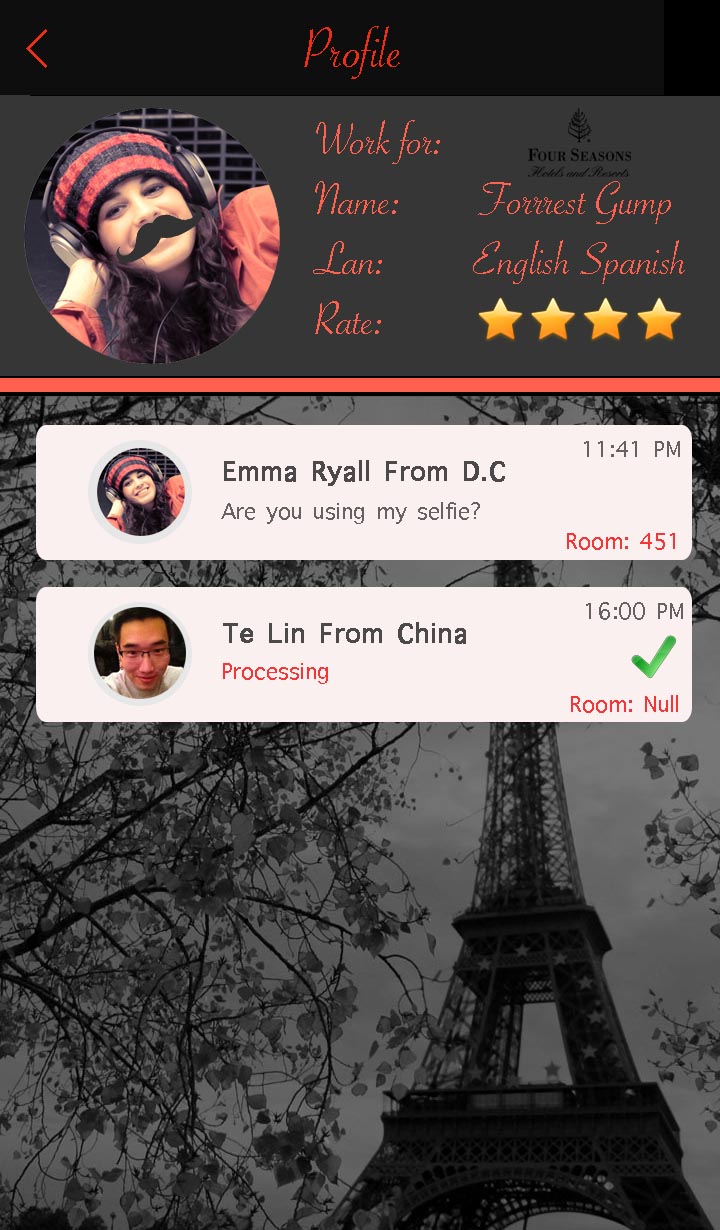 Profile
Work for:
FOUR SEASONS
Hotels and Resorts
Name: Forrrest Gump
Lan: English Spanish
Rate:
11:41 PM
Emma Ryall From D.C
Are you using my selfie?
Room: 451
16:00 PM
Te Lin From China
Processing
Room: Null